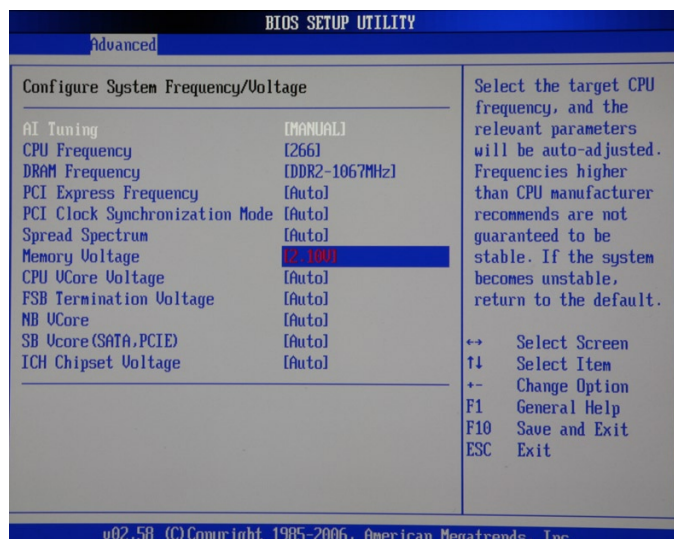 BIOS SETUP UTILITY
Advanced
Configure System Frequency/Voltage
AI Tuning [MANUAL]
CPU Frequency [266]
DRAM Frequency [DDR2-1067MHz]
PCI Express Frequency [Auto]
PCI Clock Synchronization Mode [Auto]
Spread Spectrum [Auto]
Memory Voltage [2.10V]
CPU VCore Voltage [Auto]
FSB Termination Voltage [Auto]
NB VCore [Auto]
SB Vcore(SATA,PCIE) [Auto]
ICH Chipset Voltage [Auto]
Select the target CPU
frequency, and the
relevant parameters
will be auto-adjusted.
Frequencies higher
than CPU manufacturer
recommends are not
guaranteed to be
stable. If the system
becomes unstable,
return to the default.
↔ Select Screen
↑↓ Select Item
+- Change Option
F1 General Help
F10 Save and Exit
ESC Exit
v02.58 (C)Copyright 1985-2006, American Megatrends, Inc.